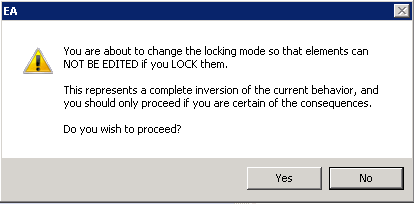 EA
You are about to change the locking mode so that elements can
NOT BE EDITED if you LOCK them.
This represents a complete inversion of the current behavior, and
you should only proceed if you are certain of the consequences.
Do you wish to proceed?
Yes
No